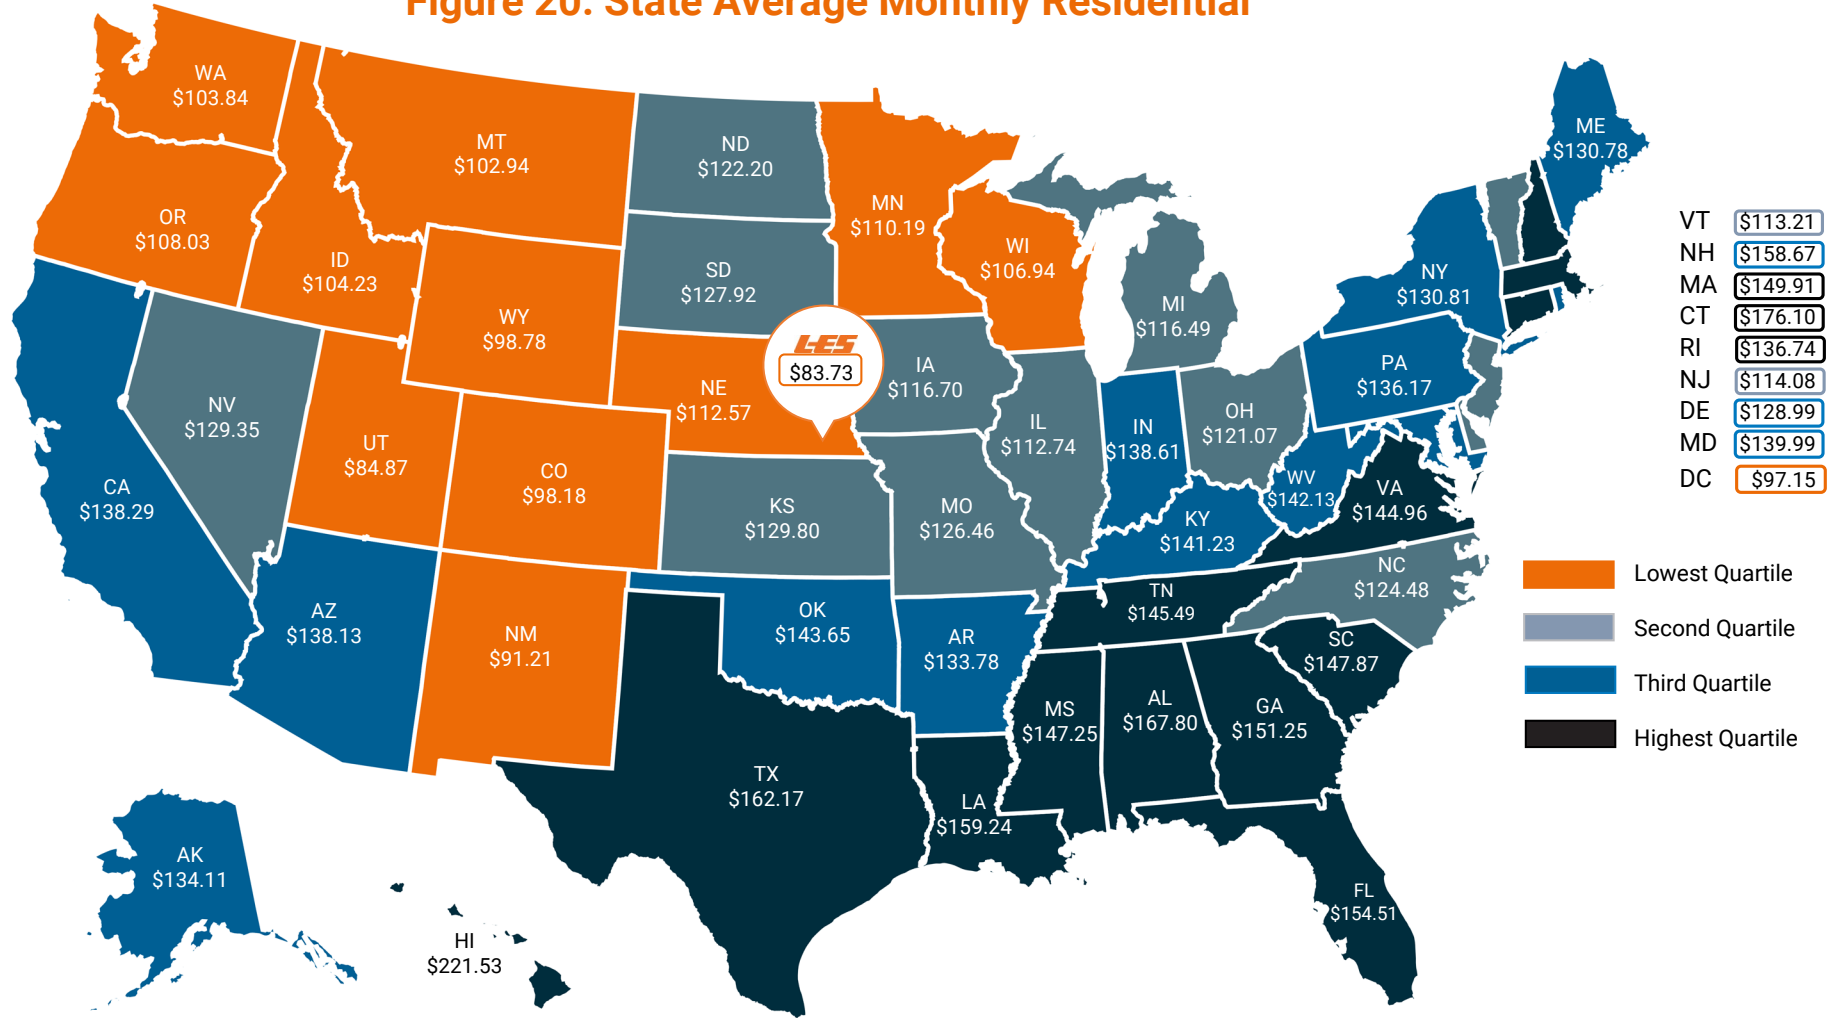 Figure 20: State Average Monthly Residential
WA
$103.84
MT
$102.94
ND
$122.20
MN
$110.19
ME
$130.78
OR
$108.03
ID
$104.23
WI
$106.94
SD
$127.92
WY
$98.78
MI
$116.49
NY
$130.81
VT $113.21
NH $158.67
MA $149.91
CT $176.10
RI $136.74
NJ $114.08
DE $128.99
MD $139.99
DC $97.15
LES
$83.73
NE
$112.57
IA
$116.70
PA
$136.17
NV
$129.35
UT
$84.87
CO
$98.18
IL
$112.74
IN
$138.61
OH
$121.07
CA
$138.29
KS
$129.80
MO
$126.46
WV
$142.13
VA
$144.96
KY
$141.23
NC
$124.48
TN
$145.49
AZ
$138.13
NM
$91.21
OK
$143.65
AR
$133.78
SC
$147.87
MS
$147.25
AL
$167.80
GA
$151.25
TX
$162.17
LA
$159.24
AK
$134.11
HI
$221.53
FL
$154.51
Lowest Quartile
Second Quartile
Third Quartile
Highest Quartile